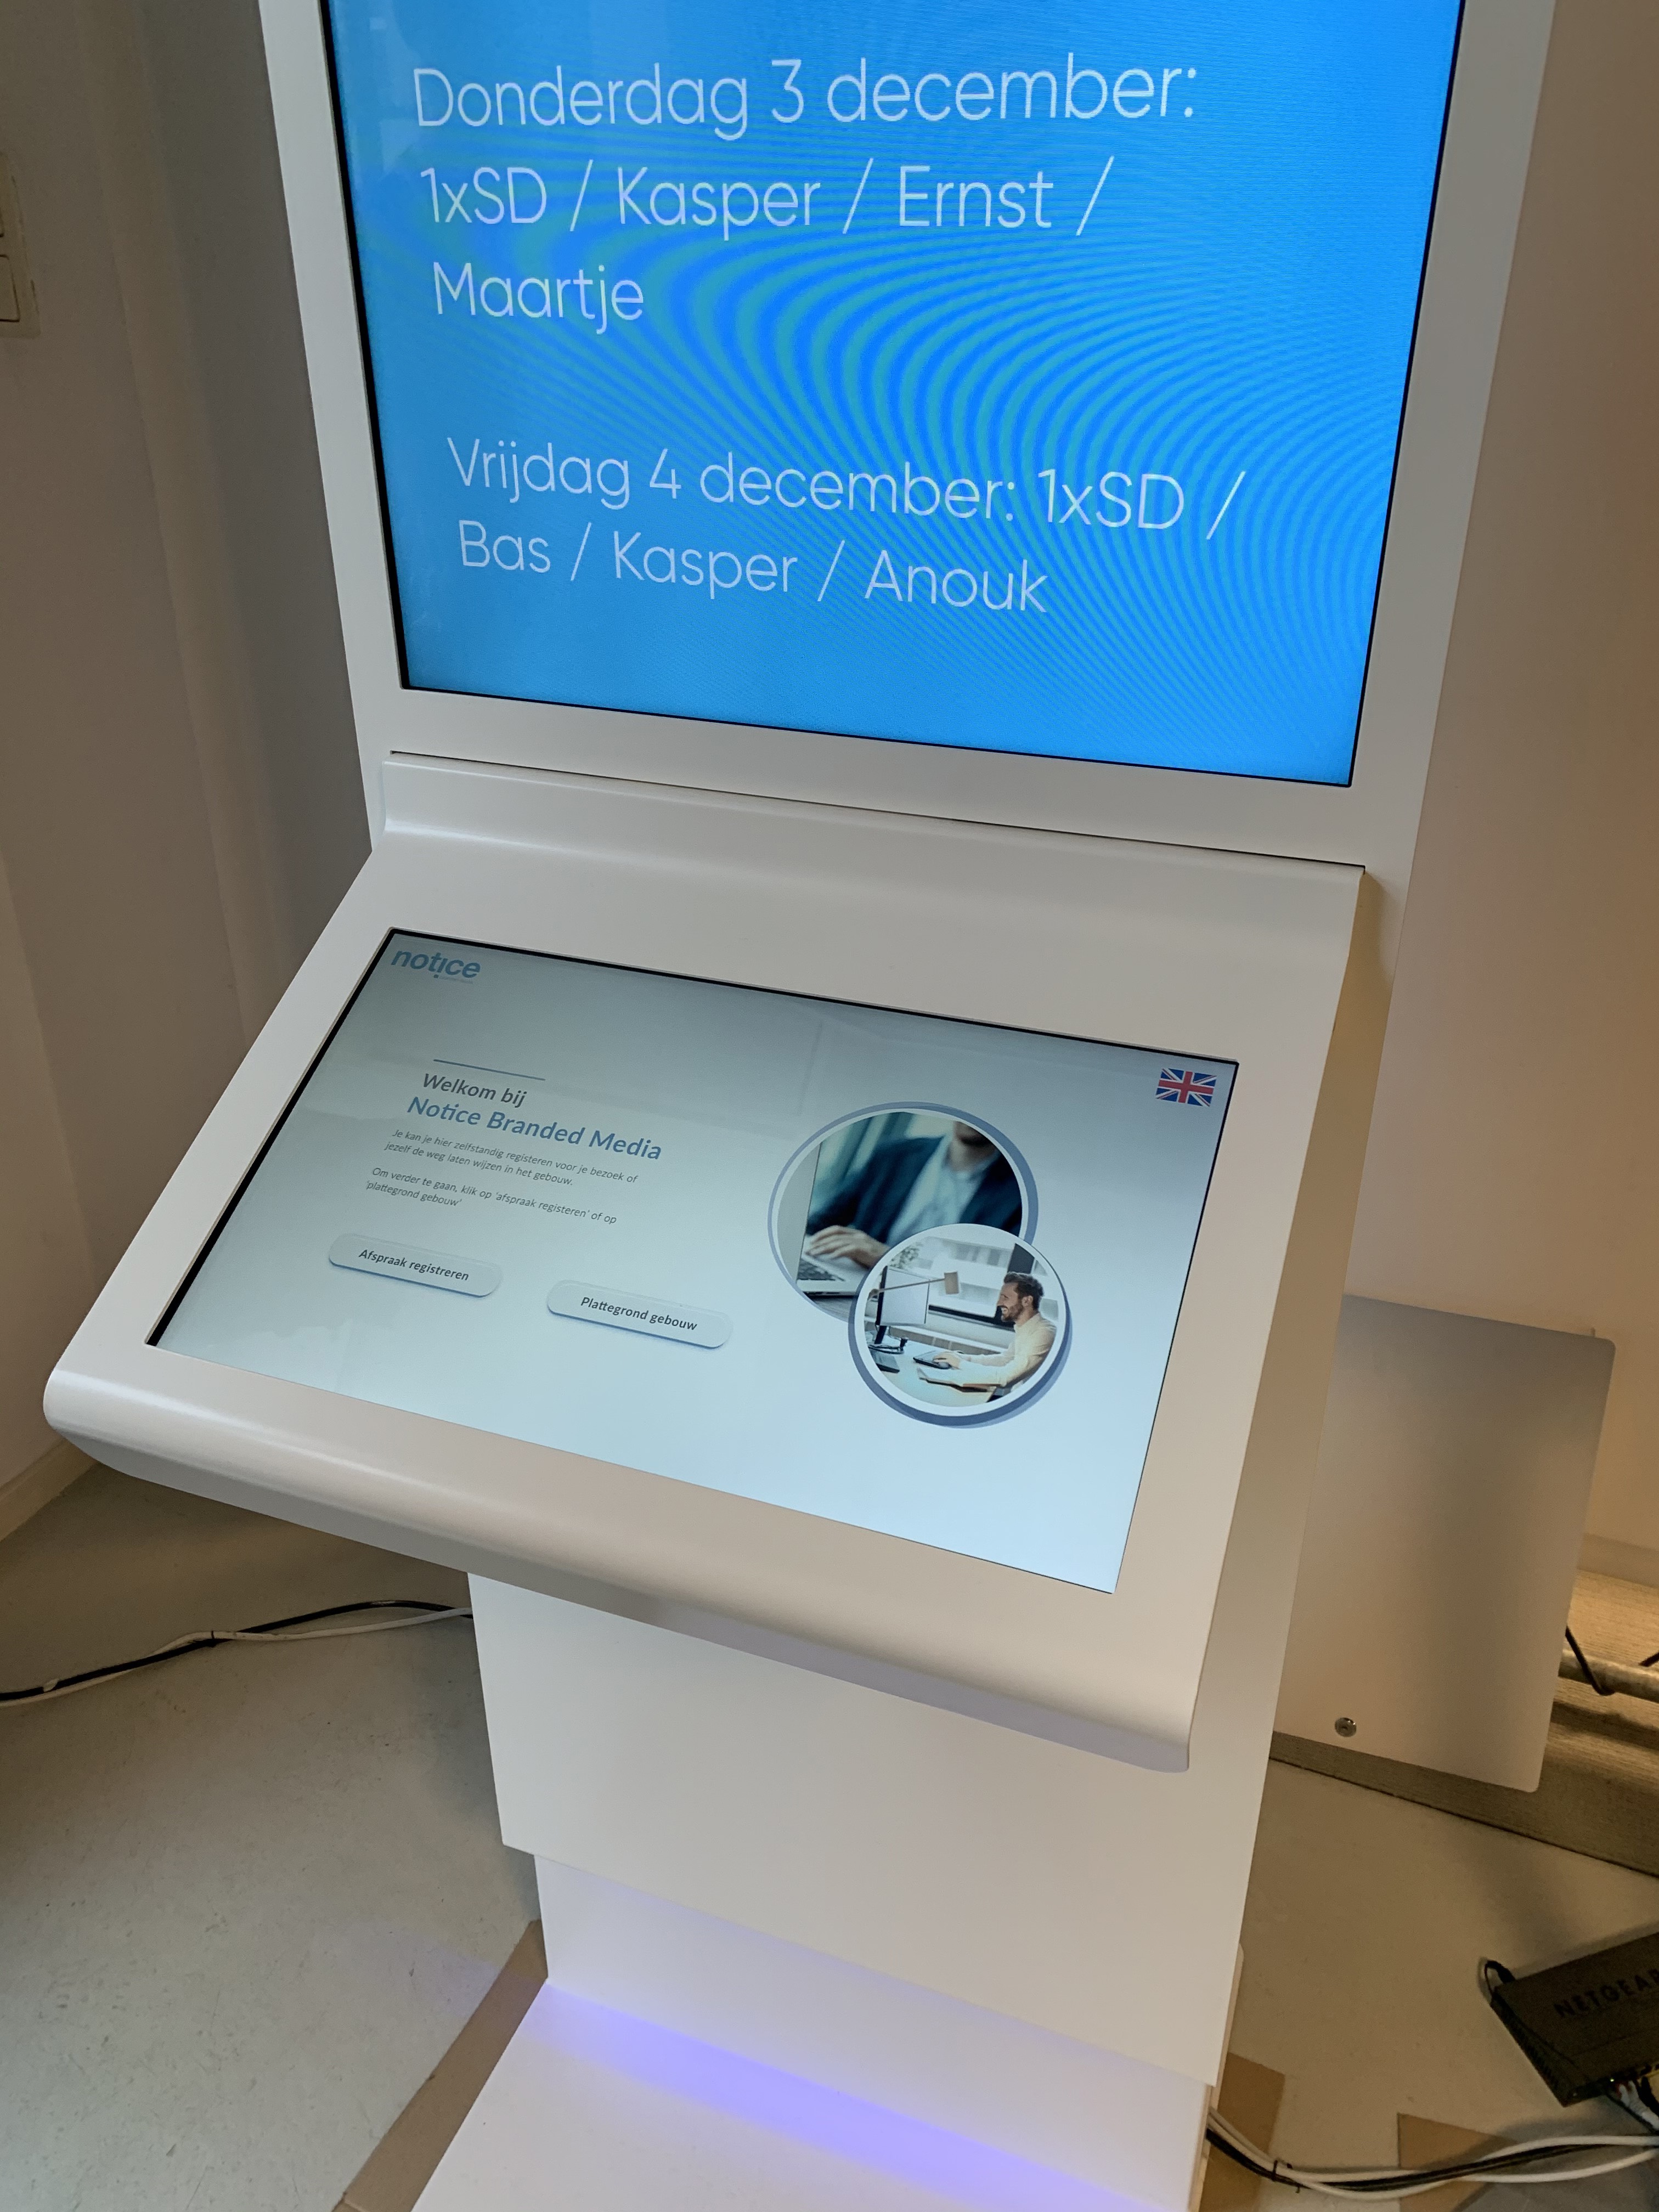 Donderdag 3 december:
1xSD / Kasper / Ernst /
Maartje
Vrijdag 4 december: 1xSD /
Bas / Kasper / Anouk
notice
Welkom bij
Notice Branded Media
Je kan je hier zelfstandig registeren voor je bezoek of
jezelf de weg laten wijzen in het gebouw.
Om verder te gaan, klik op 'afspraak registeren' of op
'plattegrond gebouw'
Afspraak registreren
Plattegrond gebouw
NETGEAR